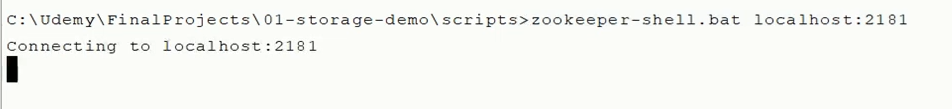 C:\Udemy\FinalProjects\01-storage-demo\scripts>zookeeper-shell.bat localhost:2181
Connecting to localhost:2181